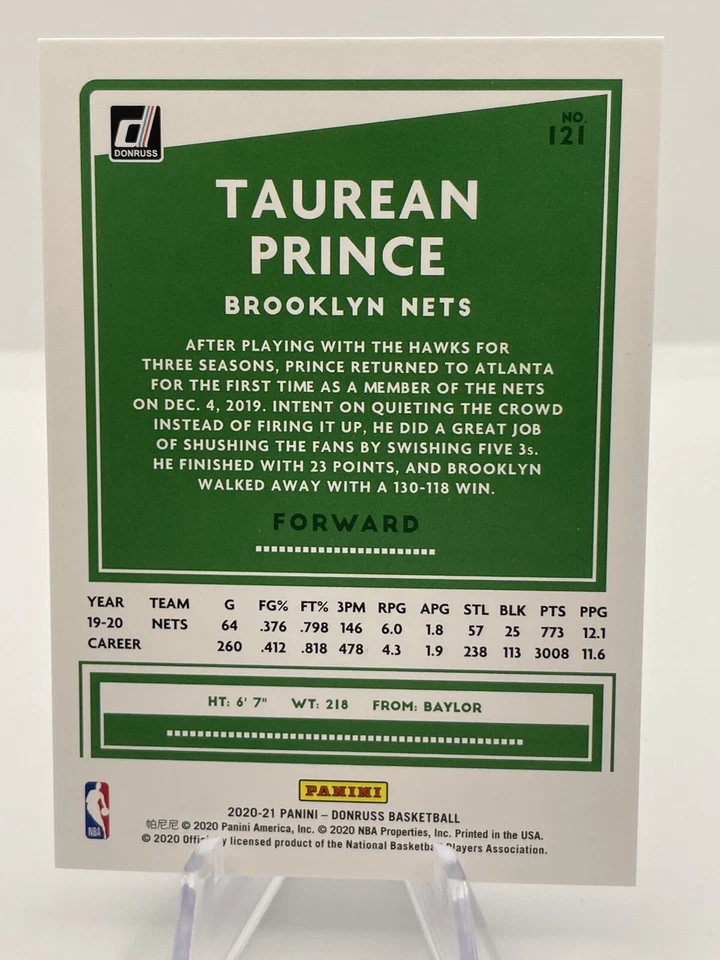 DONRUSS
NO.
121
TAUREAN
PRINCE
BROOKLYN NETS
AFTER PLAYING WITH THE HAWKS FOR
THREE SEASONS, PRINCE RETURNED TO ATLANTA
FOR THE FIRST TIME AS A MEMBER OF THE NETS
ON DEC. 4, 2019. INTENT ON QUIETING THE CROWD
INSTEAD OF FIRING IT UP, HE DID A GREAT JOB
OF SHUSHING THE FANS BY SWISHING FIVE 3s.
HE FINISHED WITH 23 POINTS, AND BROOKLYN
WALKED AWAY WITH A 130-118 WIN.
FORWARD
YEAR TEAM G FG% FT% 3PM RPG APG STL BLK PTS PPG
19-20 NETS 64 .376 .798 146 6.0 1.8 57 25 773 12.1
CAREER 260 .412 .818 478 4.3 1.9 238 113 3008 11.6
HT: 6' 7" WT: 218 FROM: BAYLOR
PANINI
NBA
2020-21 PANINI – DONRUSS BASKETBALL
帕尼尼 © 2020 Panini America, Inc. © 2020 NBA Properties, Inc. Printed in the USA.
© 2020 licensed product of the National Players Association.